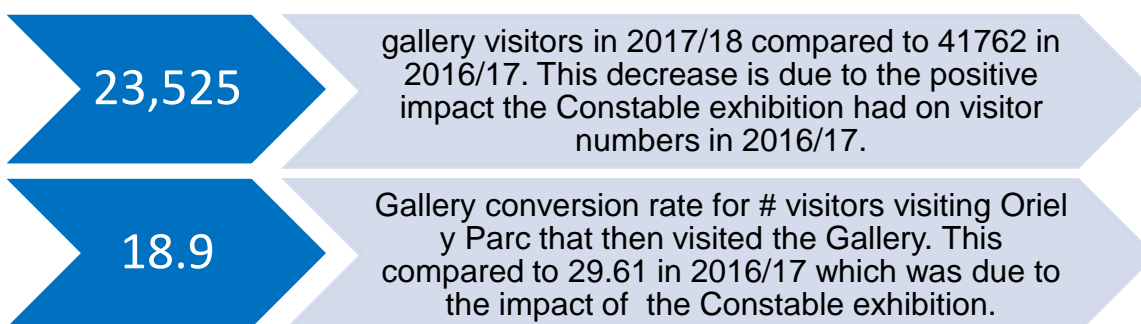 23,525
gallery visitors in 2017/18 compared to 41762 in
2016/17. This decrease is due to the positive
impact the Constable exhibition had on visitor
numbers in 2016/17.
18.9
Gallery conversion rate for # visitors visiting Oriel
y Parc that then visited the Gallery. This
compared to 29.61 in 2016/17 which was due to
the impact of  the Constable exhibition.